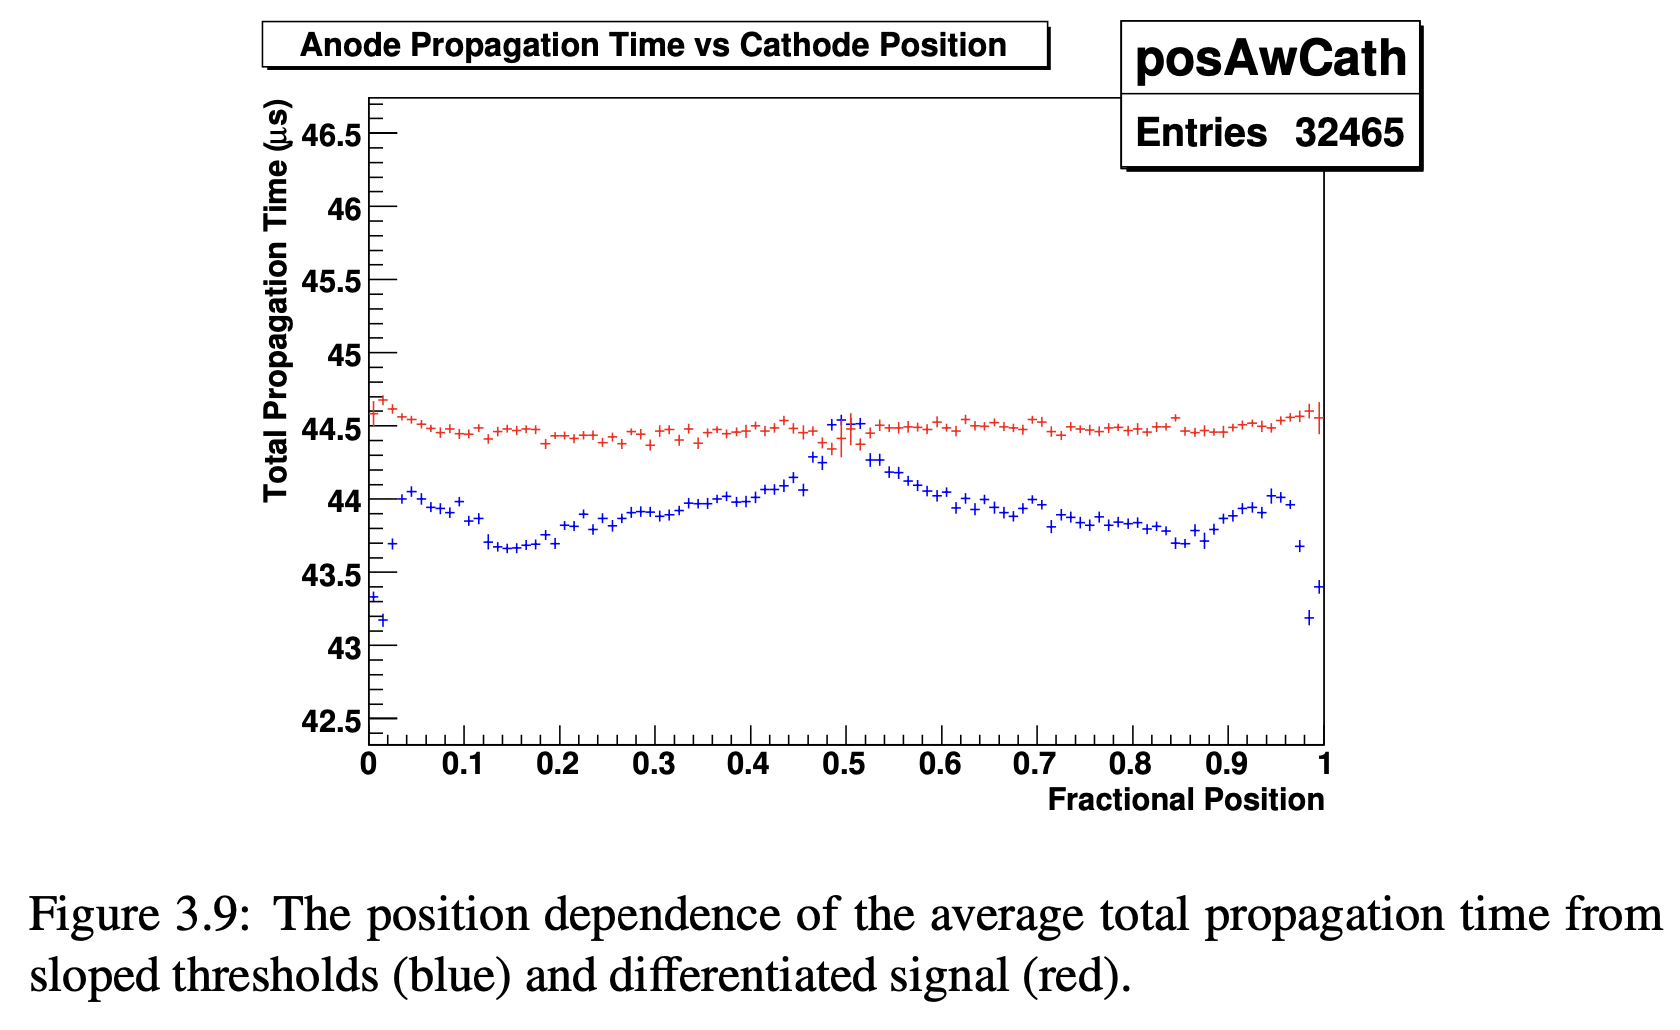 Anode Propagation Time vs Cathode Position
posAwCath
Entries 32465
Total Propagation Time (μs)
46.5
46
45.5
45
44.5
44
43.5
43
42.5
0 0.1 0.2 0.3 0.4 0.5 0.6 0.7 0.8 0.9 1
Fractional Position
Figure 3.9: The position dependence of the average total propagation time from
sloped thresholds (blue) and differentiated signal (red).